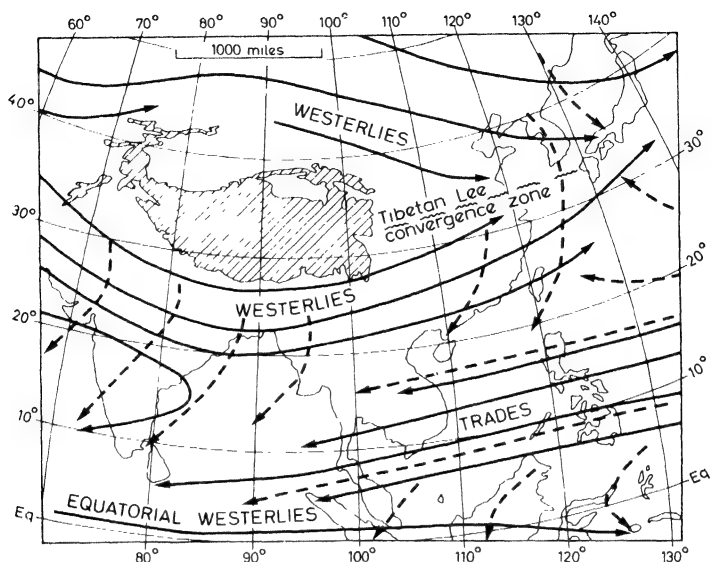 60° 70° 80° 90° 100° 110° 120° 130° 140°
1000 miles
40°
WESTERLIES
30°
Tibetan Lee
convergence zone
30°
WESTERLIES
20°
20°
10°
TRADES
10°
EQUATORIAL WESTERLIES
Eq
Eq
80° 90° 100° 110° 120° 130°